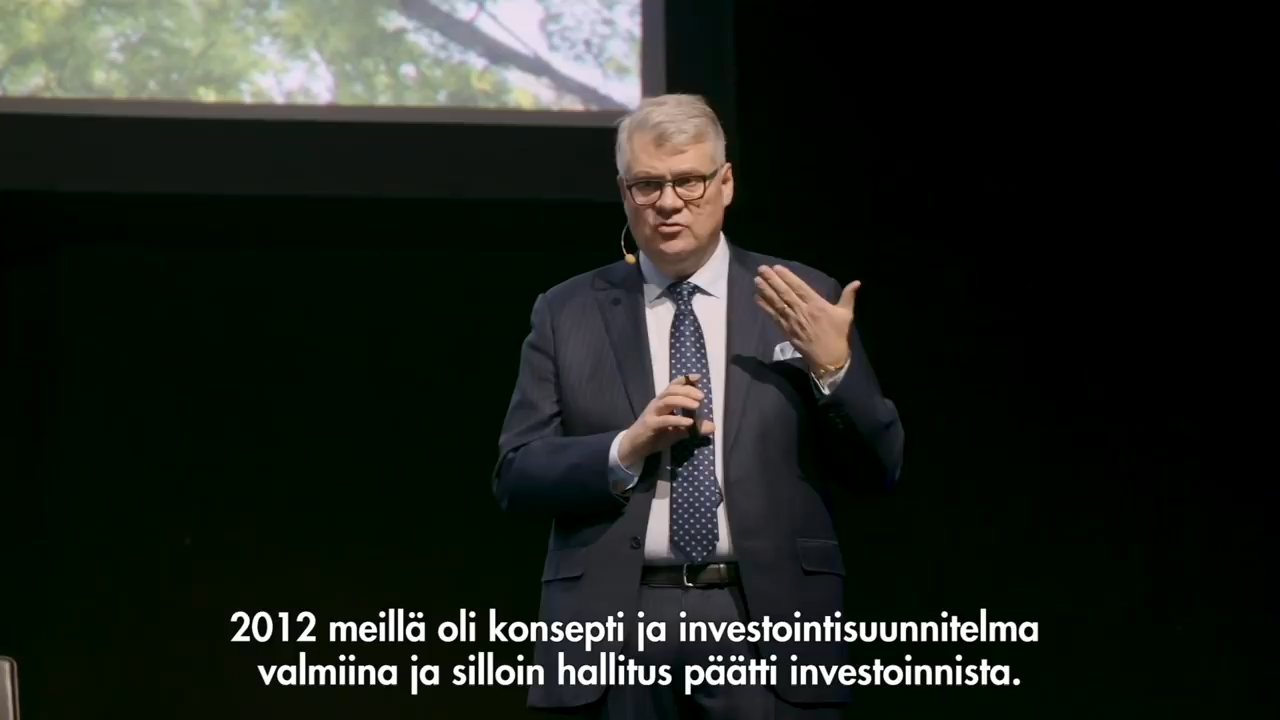 2012 meillä oli konsepti ja investointisuunnitelma
valmiina ja silloin hallitus päätti investoinnista.